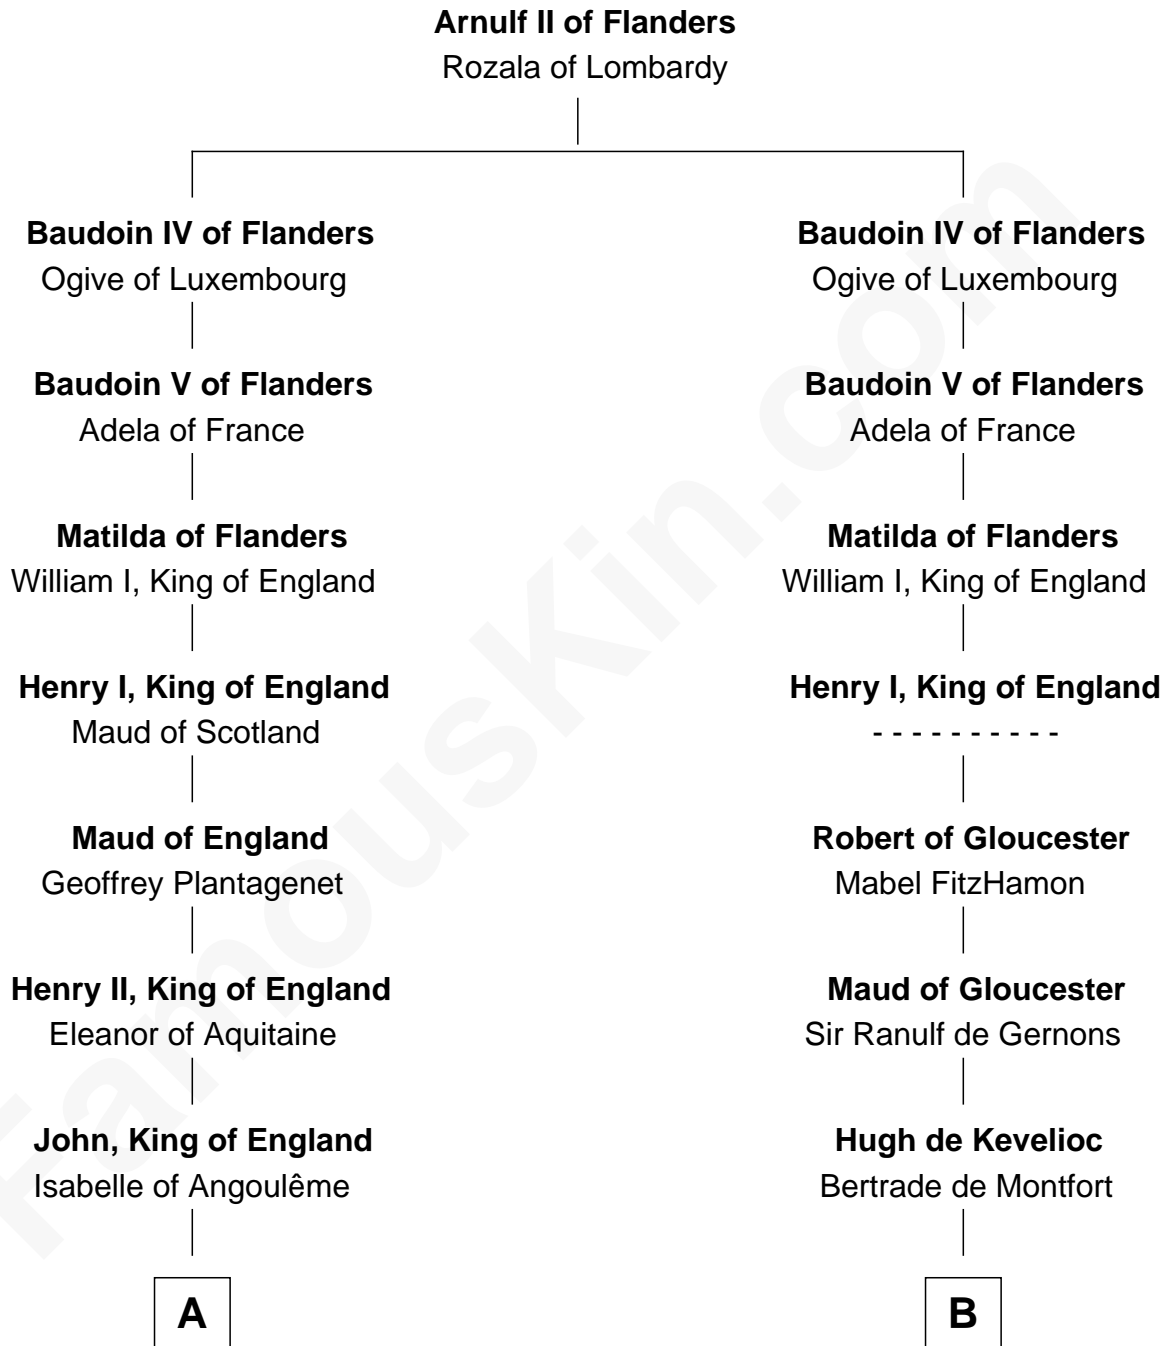 Arnulf II of Flanders
Rozala of Lombardy
Baudoin IV of Flanders
Ogive of Luxembourg
Baudoin IV of Flanders
Ogive of Luxembourg
Baudoin V of Flanders
Adela of France
Baudoin V of Flanders
Adela of France
Matilda of Flanders
William I, King of England
Matilda of Flanders
William I, King of England
Henry I, King of England
Maud of Scotland
Henry I, King of England
- - - - - - - - - -
Maud of England
Geoffrey Plantagenet
Robert of Gloucester
Mabel FitzHamon
Henry II, King of England
Eleanor of Aquitaine
Maud of Gloucester
Sir Ranulf de Gernons
John, King of England
Isabelle of Angoulême
Hugh de Kevelioc
Bertrade de Montfort
A
B
FamousKin.com